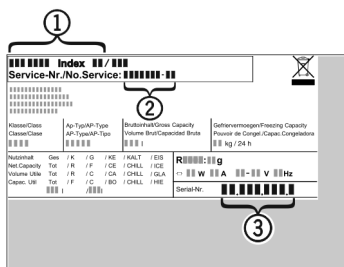 1
Index /
Service-Nr./No.Service: -
2
Klasse/Class
Classe/Clase
Ap-Typ/AP-Type
AP-Type/AP-Tipo
Bruttoinhalt/Gross Capacity
Volume Brut/Capacidad Bruta
l
Gefriervermoegen/Freezing Capacity
Pouvoir de Congel./Capac.Congeladora
kg / 24 h
Nutzinhalt Ges / K / G / KE / KALT / EIS
Net.Capacity Tot / R / F / CE / CHILL / ICE
Volume Utile Tot / R / C / CA / CHILL / GLA
Capac. Util Tot / F / C / BO / CHILL / HIE
l / l
R : g
W A - V Hz
Serial-Nr. . . .
3